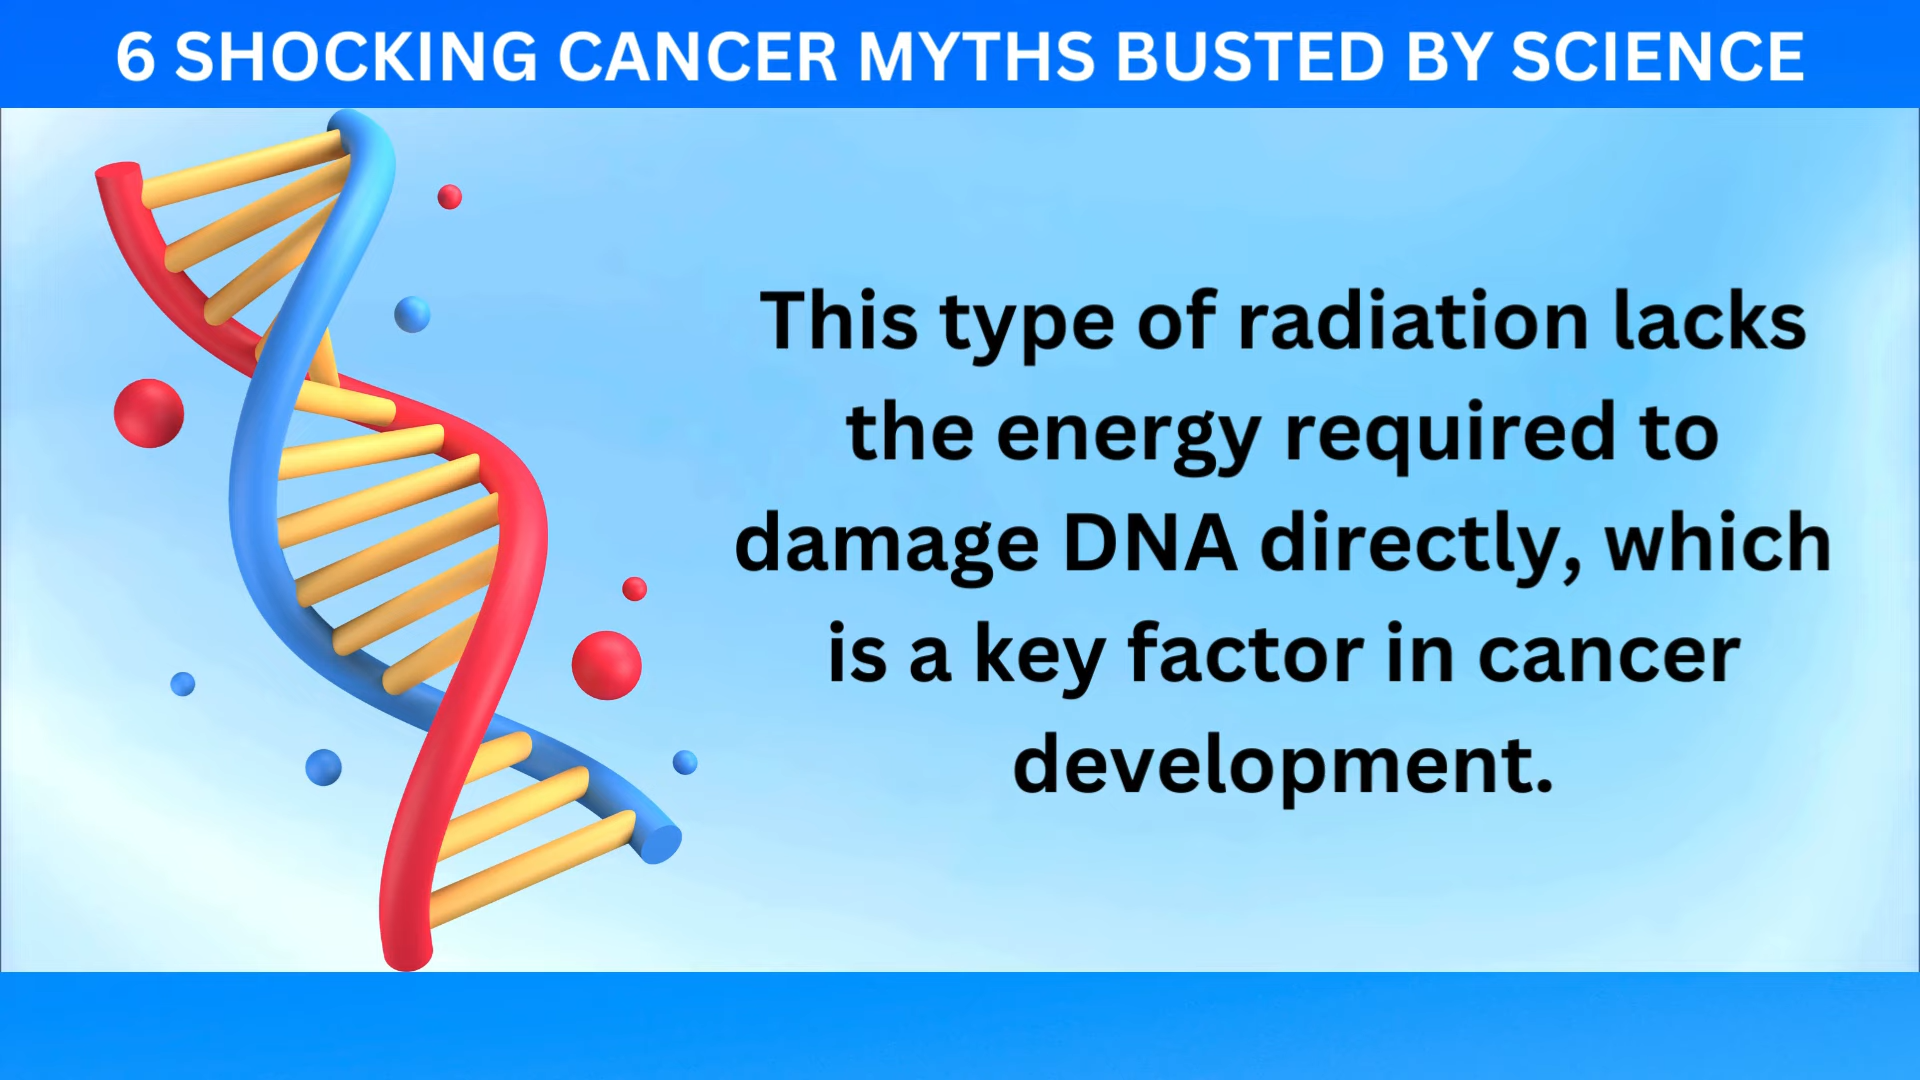 6 SHOCKING CANCER MYTHS BUSTED BY SCIENCE
This type of radiation lacks
the energy required to
damage DNA directly, which
is a key factor in cancer
development.